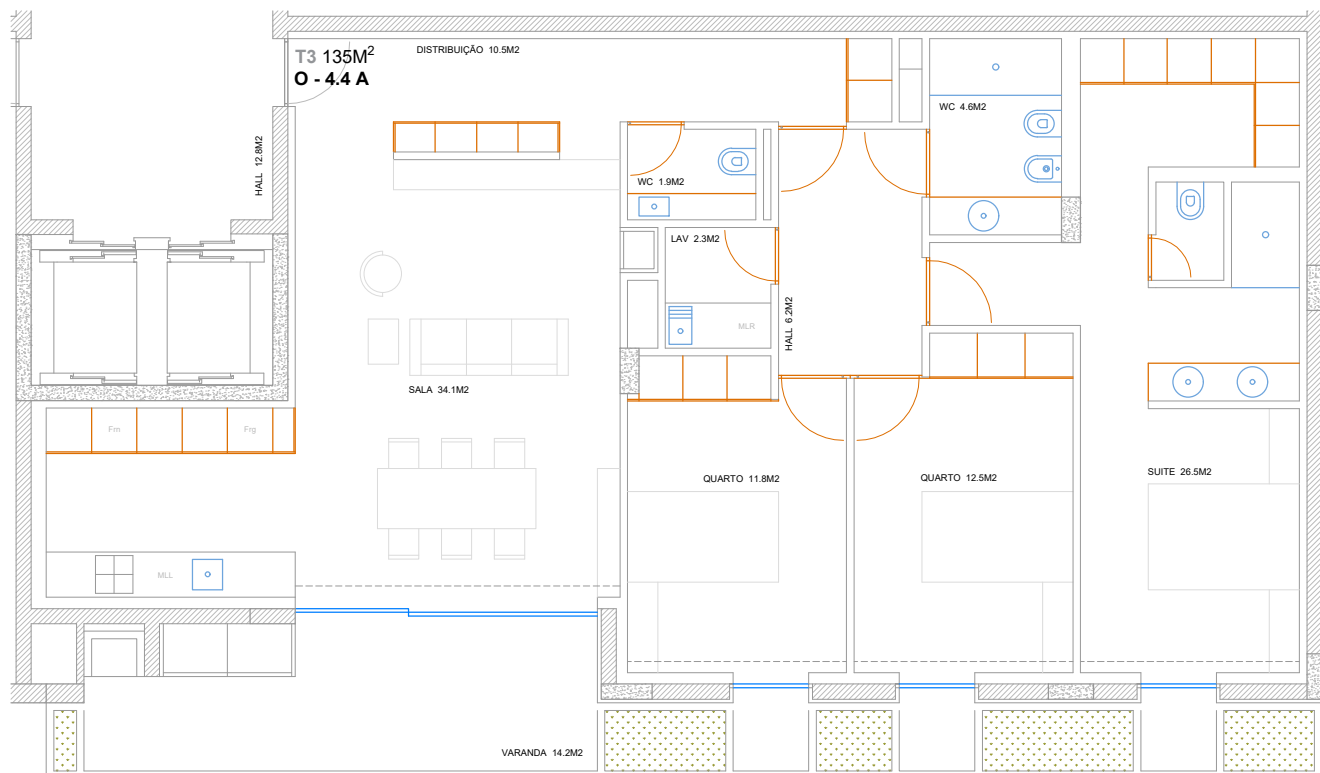 T3 135M²
O - 4.4 A
DISTRIBUIÇÃO 10.5M2
WC 4.6M2
HALL 12.8M2
WC 1.9M2
LAV 2.3M2
MLR
HALL 6.2M2
SALA 34.1M2
Frn
Frg
QUARTO 11.8M2
QUARTO 12.5M2
SUITE 26.5M2
MLL
VARANDA 14.2M2